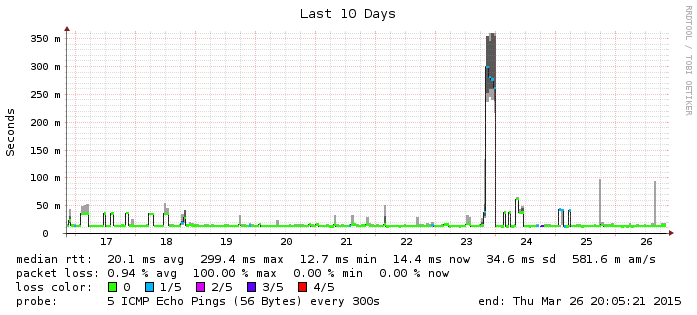 Last 10 Days
RRDTOOL / TOBI OETIKER
Seconds
350 m
300 m
250 m
200 m
150 m
100 m
50 m
0
17 18 19 20 21 22 23 24 25 26
median rtt: 20.1 ms avg 299.4 ms max 12.7 ms min 14.4 ms now 34.6 ms sd 581.6 m am/s
packet loss: 0.94 % avg 100.00 % max 0.00 % min 0.00 % now
loss color: 0 1/5 2/5 3/5 4/5
probe: 5 ICMP Echo Pings (56 Bytes) every 300s end: Thu Mar 26 20:05:21 2015